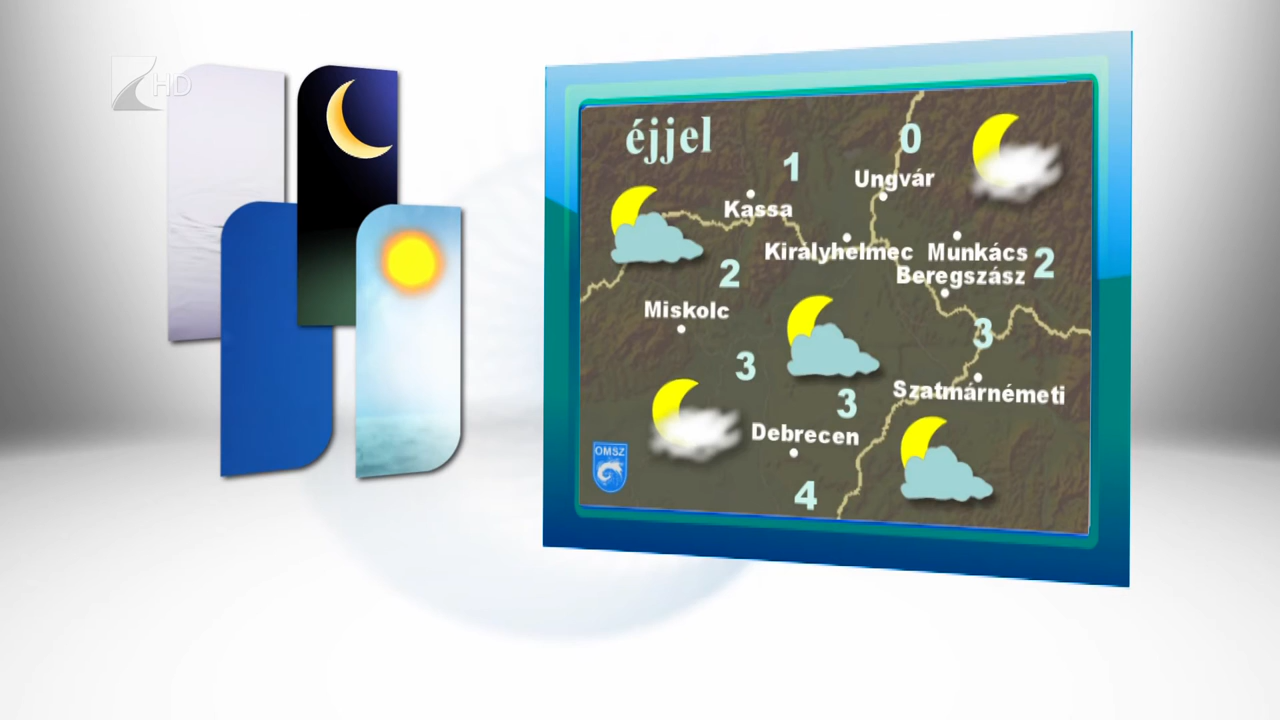 HD
éjjel
0
1
Ungvár
Kassa
Királyhelmec
Munkács
2
Beregszász
2
Miskolc
3
3
Szatmárnémeti
3
Debrecen
OMSZ
4